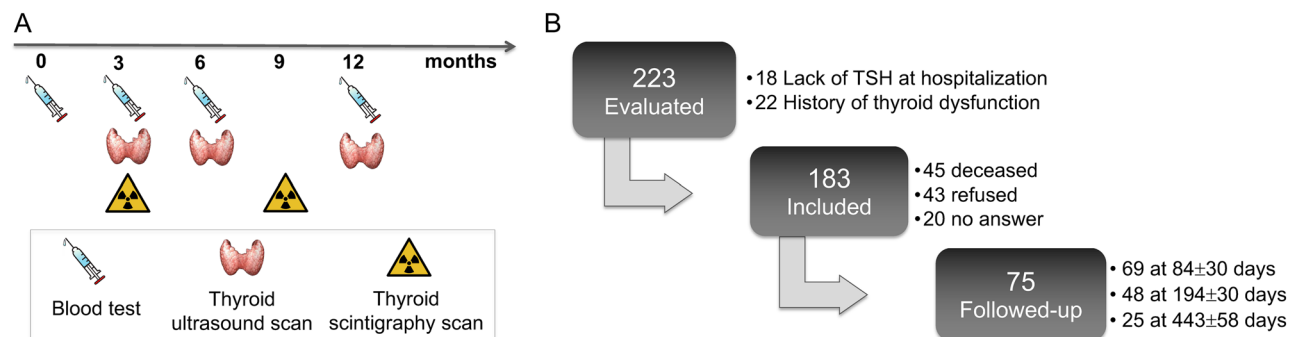 A
0 3 6 9 12 months
Blood test
Thyroid
ultrasound scan
Thyroid
scintigraphy scan
B
223
Evaluated
•18 Lack of TSH at hospitalization
•22 History of thyroid dysfunction
183
Included
•45 deceased
•43 refused
•20 no answer
75
Followed-up
• 69 at 84±30 days
• 48 at 194±30 days
• 25 at 443±58 days